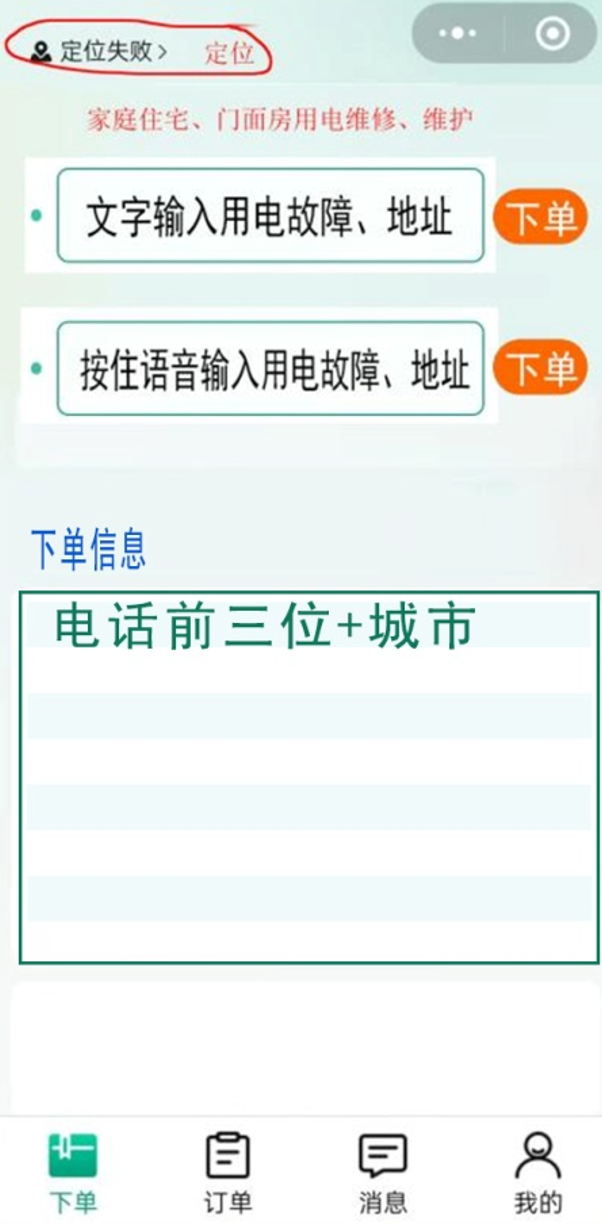 定位失败 定位
家庭住宅、门面房用电维修、维护
文字输入用电故障、地址 下单
按住语音输入用电故障、地址 下单
下单信息
电话前三位+城市
下单 订单 消息 我的